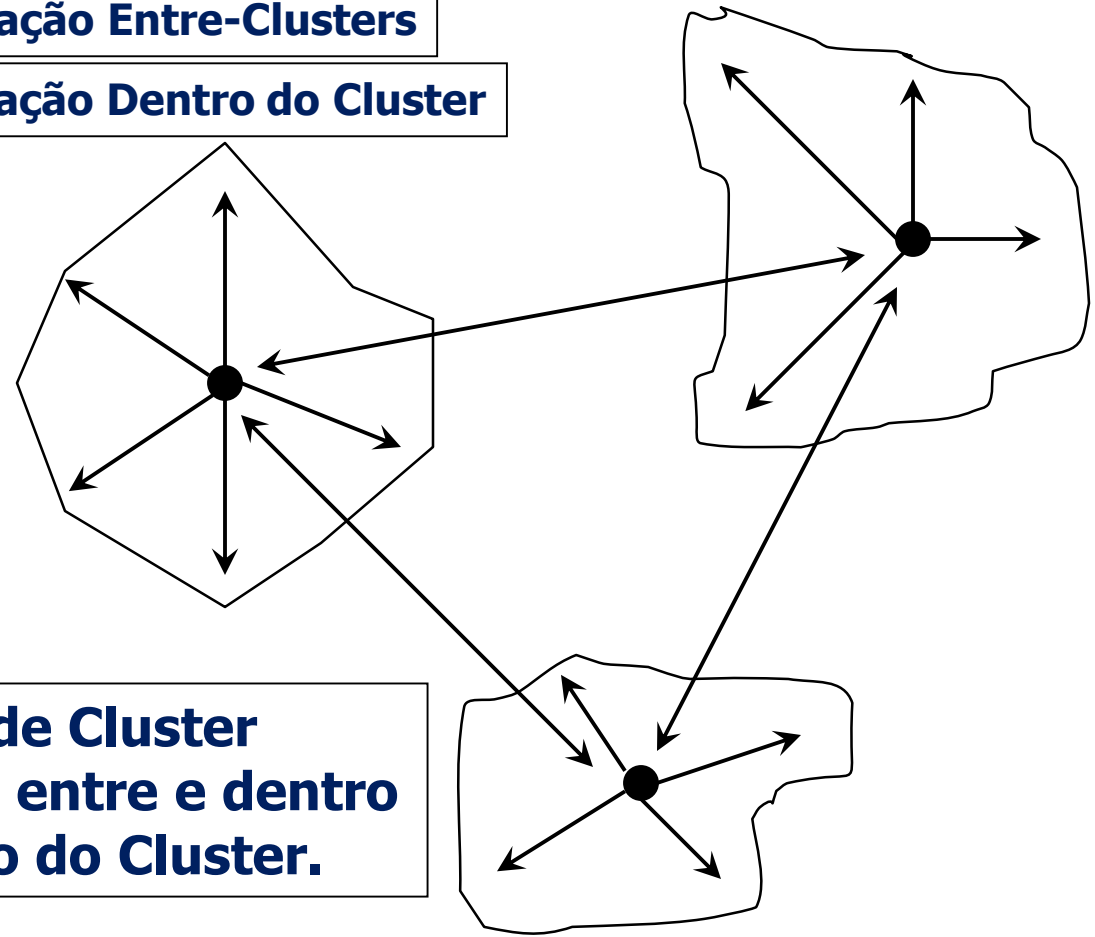 ação Entre-Clusters
ação Dentro do Cluster
de Cluster
entre e dentro
o do Cluster.